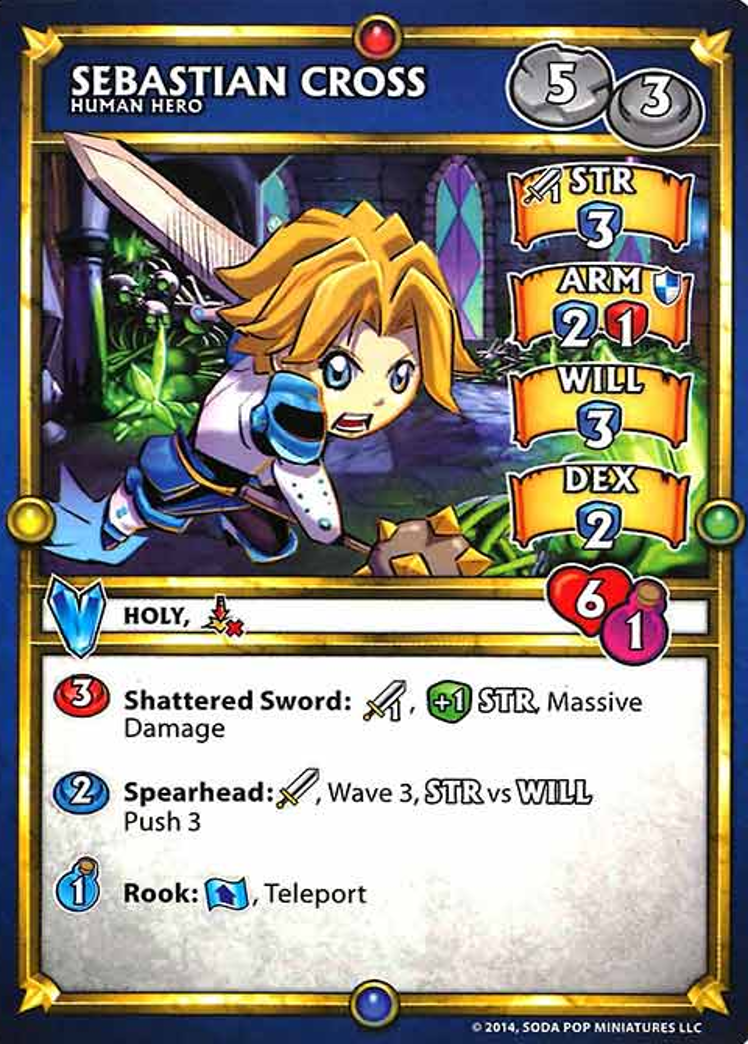 SEBASTIAN CROSS
HUMAN HERO
5 3
1 STR
3
ARM
2 1
WILL
3
DEX
2
HOLY,
6
1
3 Shattered Sword: 1, +1 STR, Massive
Damage
2 Spearhead: , Wave 3, STR vs WILL
Push 3
1 Rook: , Teleport
© 2014, SODA POP MINIATURES LLC